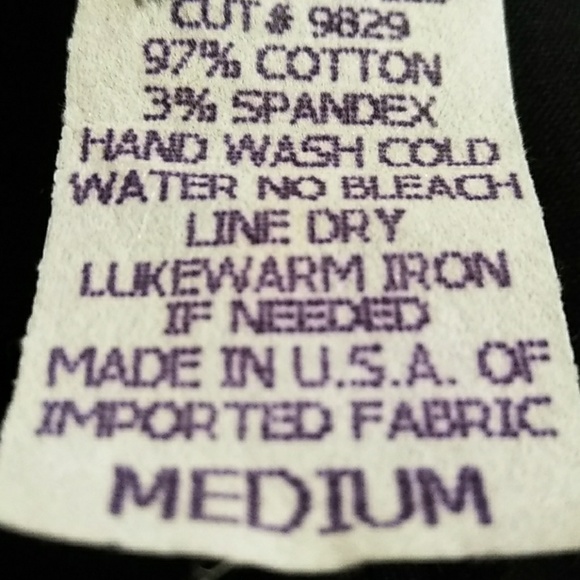 CUT# 9829
97% COTTON
3% SPANDEX
HAND WASH COLD
WATER NO BLEACH
LINE DRY
LUKEWARM IRON
IF NEEDED
MADE IN U.S.A. OF
IMPORTED FABRIC
MEDIUM